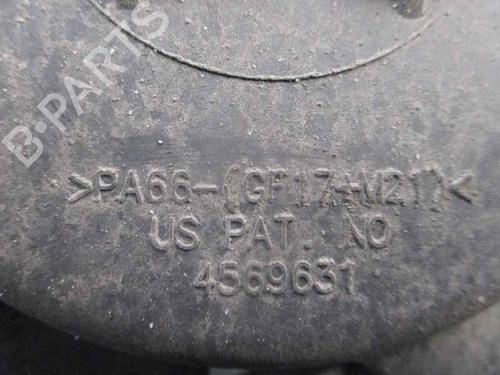 B-PARTS
>PA66-(GF17+M21)<
US PAT. NO
4569631